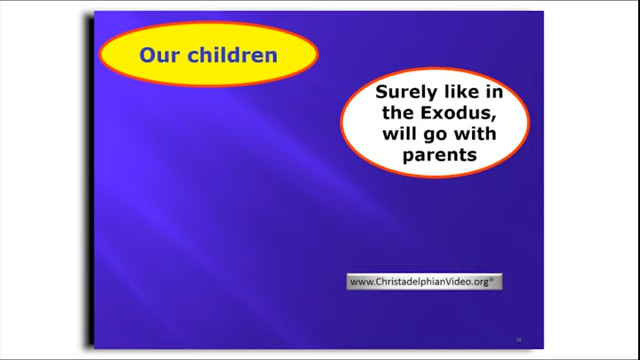 Our children
Surely like in
the Exodus,
will go with
parents
www.ChristadelphianVideo.org®